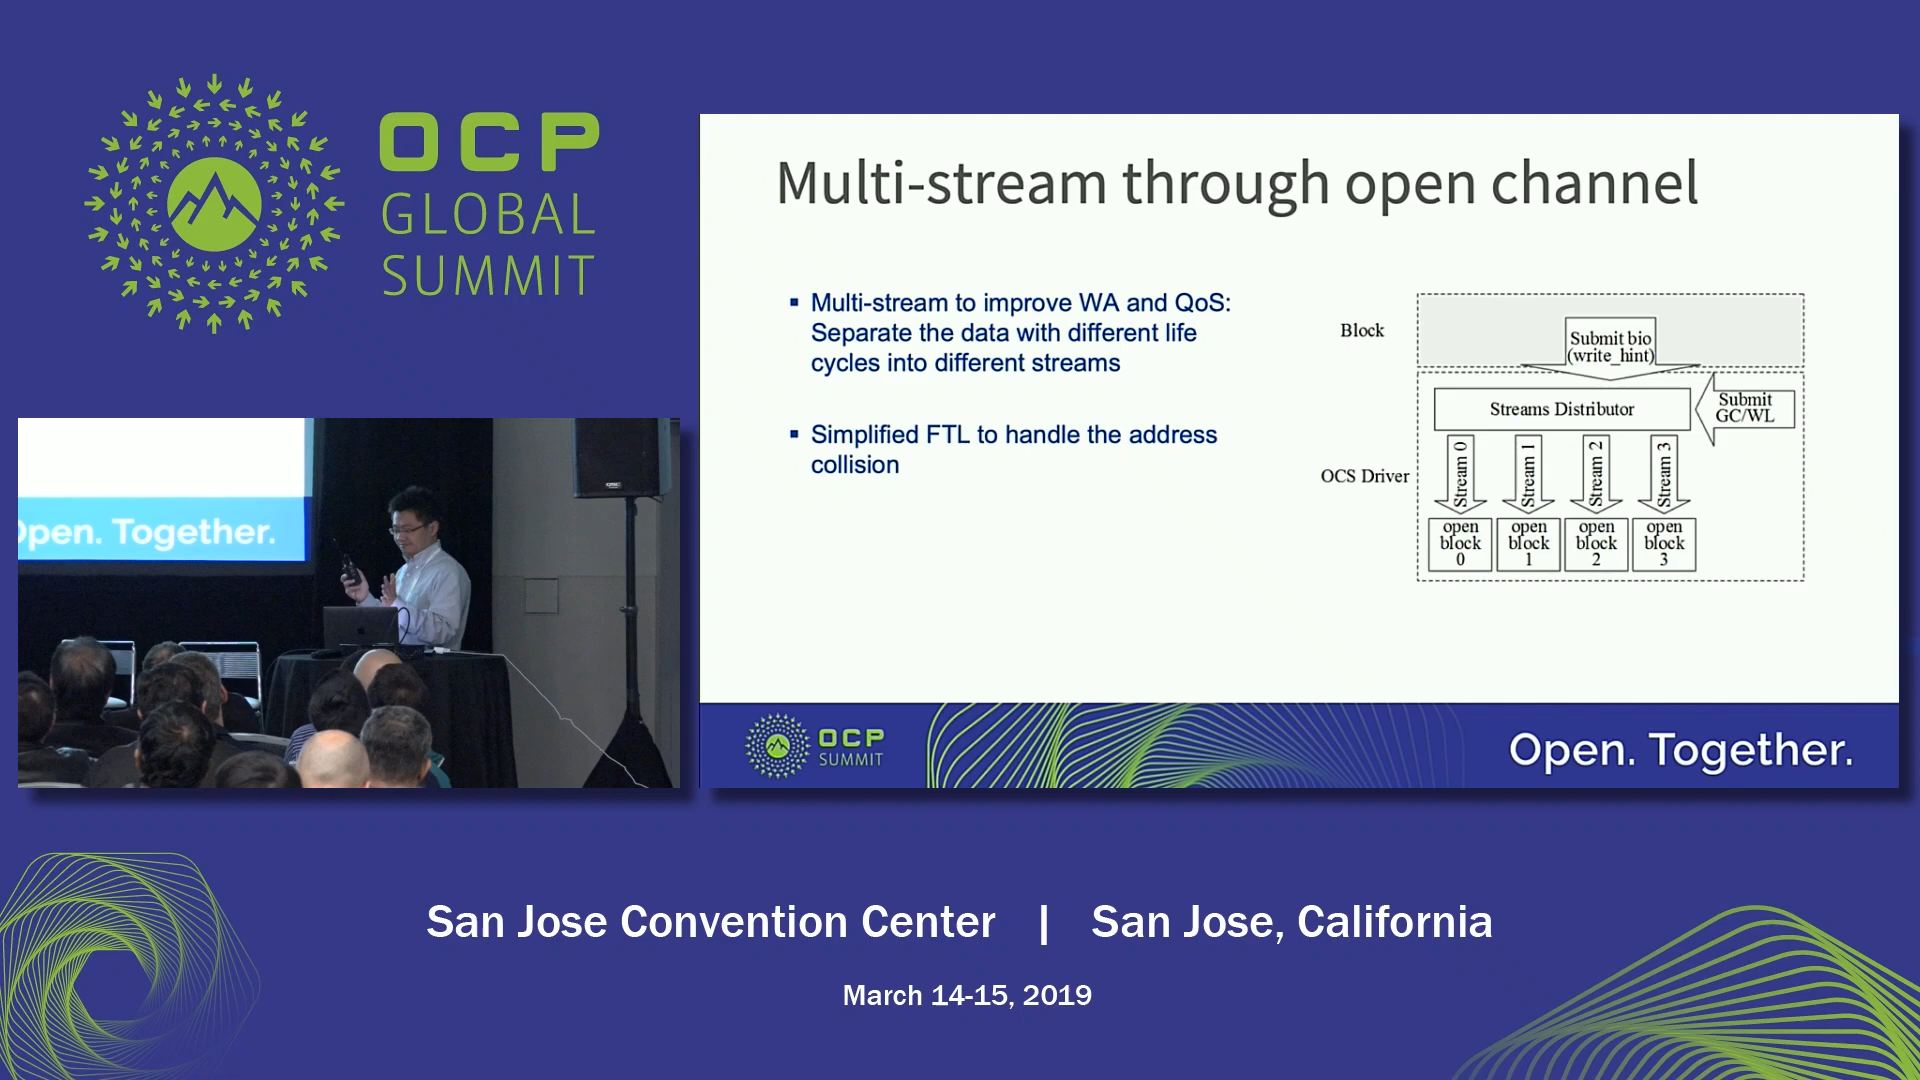 OCP
GLOBAL
SUMMIT
Multi-stream through open channel
▪ Multi-stream to improve WA and QoS:
Separate the data with different life
cycles into different streams
▪ Simplified FTL to handle the address
collision
Block
Submit bio
(write_hint)
Streams Distributor
Submit
GC/WL
OCS Driver
Stream 0
Stream 1
Stream 2
Stream 3
open
block
0
open
block
1
open
block
2
open
block
3
OCP
SUMMIT
Open. Together.
Open. Together.
San Jose Convention Center | San Jose, California
March 14-15, 2019